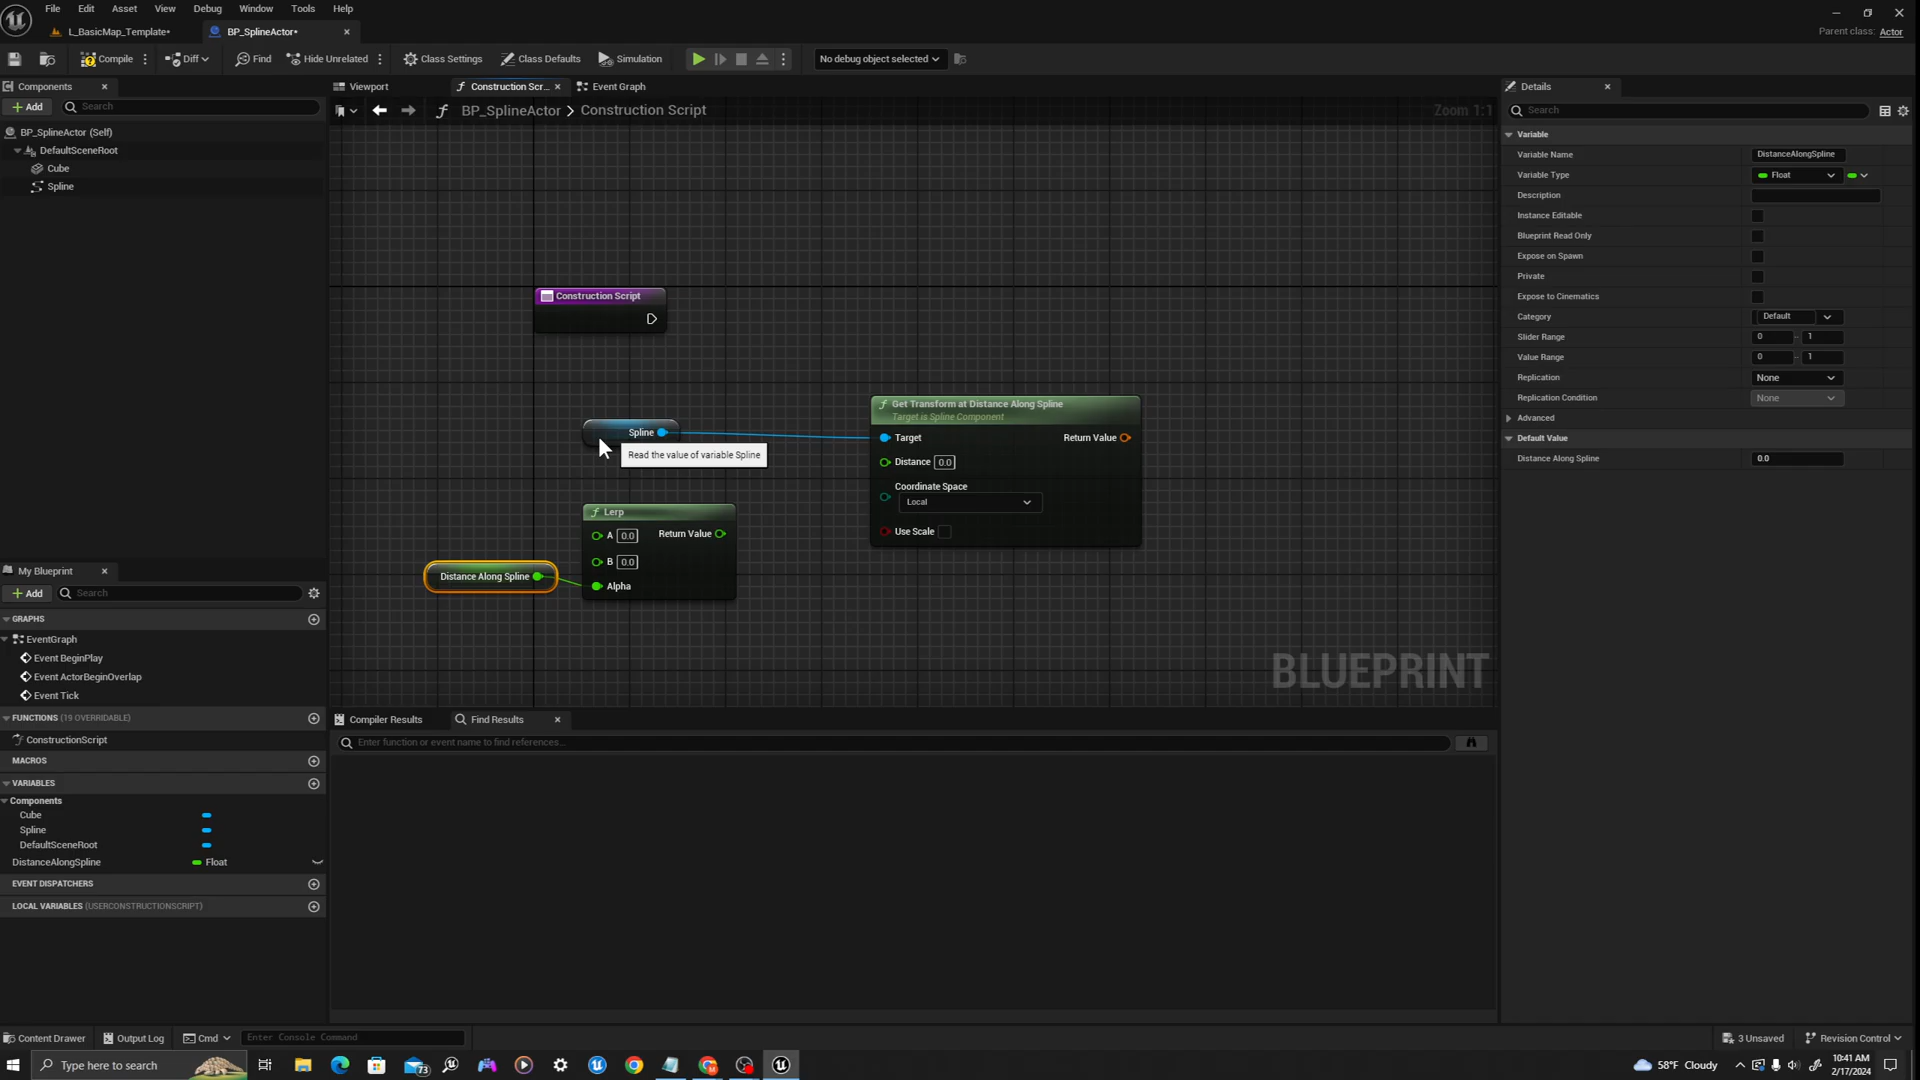 File Edit Asset View Debug Window Tools Help
L_BasicMap_Template*
BP_SplineActor*
Parent class: Actor
Compile
Diff
Find
Hide Unrelated
Class Settings
Class Defaults
Simulation
No debug object selected
Components
Add
Search
BP_SplineActor (Self)
DefaultSceneRoot
Cube
Spline
Viewport
Construction Scr...
Event Graph
BP_SplineActor > Construction Script
Zoom 1:1
Construction Script
Spline
Read the value of variable Spline
Get Transform at Distance Along Spline
Target is Spline Component
Target
Return Value
Distance 0.0
Coordinate Space
Local
Use Scale
Lerp
A 0.0
Return Value
B 0.0
Alpha
Distance Along Spline
BLUEPRINT
My Blueprint
Add
Search
GRAPHS
EventGraph
Event BeginPlay
Event ActorBeginOverlap
Event Tick
FUNCTIONS (19 OVERRIDABLE)
ConstructionScript
MACROS
VARIABLES
Components
Cube
Spline
DefaultSceneRoot
DistanceAlongSpline Float
EVENT DISPATCHERS
LOCAL VARIABLES (USERCONSTRUCTIONSCRIPT)
Compiler Results
Find Results
Enter function or event name to find references...
Details
Search
Variable
Variable Name DistanceAlongSpline
Variable Type Float
Description
Instance Editable
Blueprint Read Only
Expose on Spawn
Private
Expose to Cinematics
Category Default
Slider Range 0 1
Value Range 0 1
Replication None
Replication Condition None
Advanced
Default Value
Distance Along Spline 0.0
Content Drawer
Output Log
Cmd
Enter Console Command
3 Unsaved
Revision Control
Type here to search
73
58°F Cloudy
10:41 AM
2/17/2024